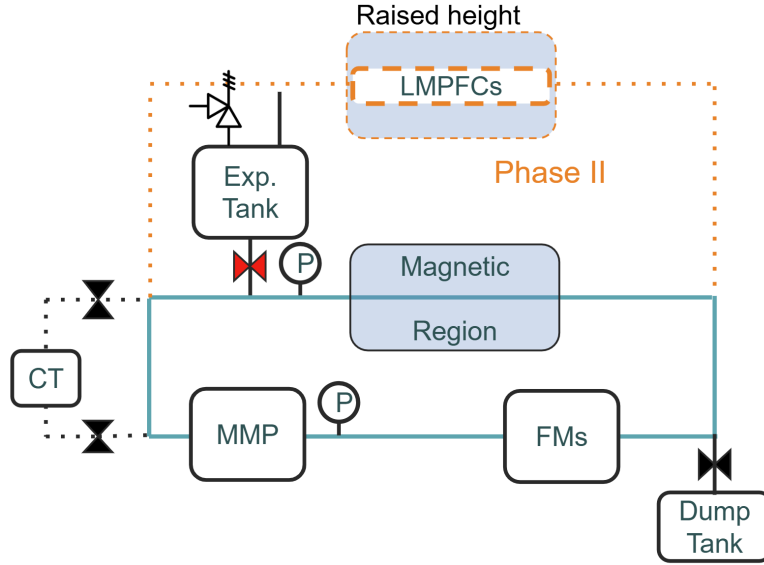 Raised height
LMPFCs
Phase II
Exp.
Tank
P
Magnetic
Region
CT
MMP
P
FMs
Dump
Tank